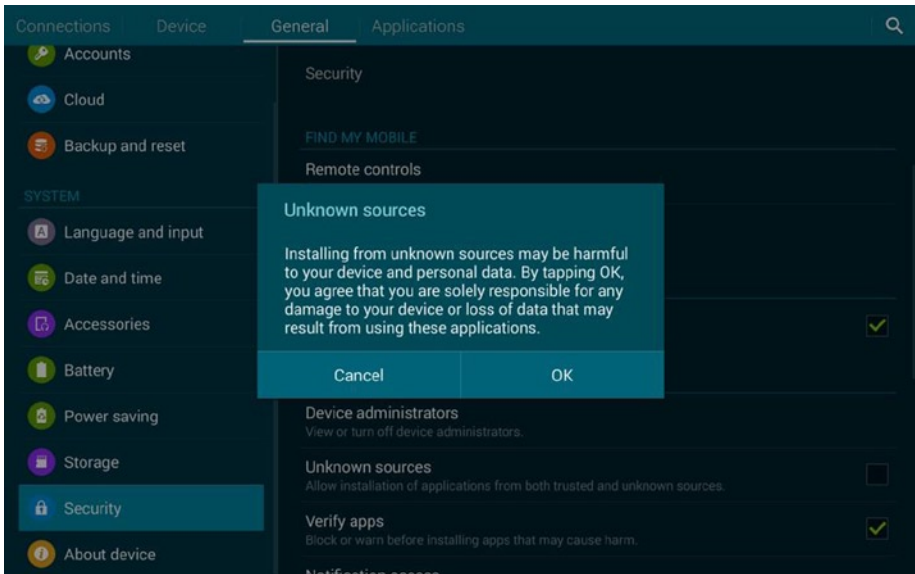 Connections
Device
General
Applications
Accounts
Cloud
Backup and reset
SYSTEM
Language and input
Date and time
Accessories
Battery
Power saving
Storage
Security
About device
Security
FIND MY MOBILE
Remote controls
Unknown sources
Installing from unknown sources may be harmful
to your device and personal data. By tapping OK,
you agree that you are solely responsible for any
damage to your device or loss of data that may
result from using these applications.
Cancel
OK
Device administrators
View or turn off device administrators.
Unknown sources
Allow installation of applications from both trusted and unknown sources.
Verify apps
Block or warn before installing apps that may cause harm.
Notification access